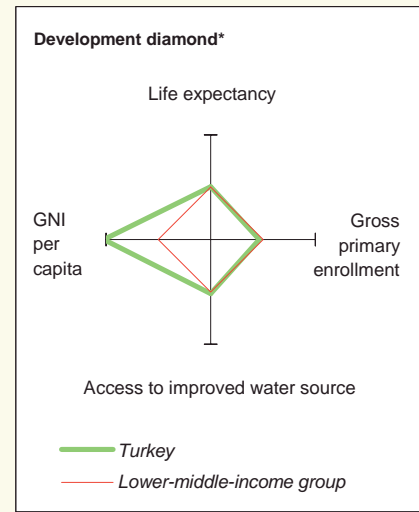 Development diamond*
Life expectancy
GNI
per
capita
Gross
primary
enrollment
Access to improved water source
Turkey
Lower-middle-income group